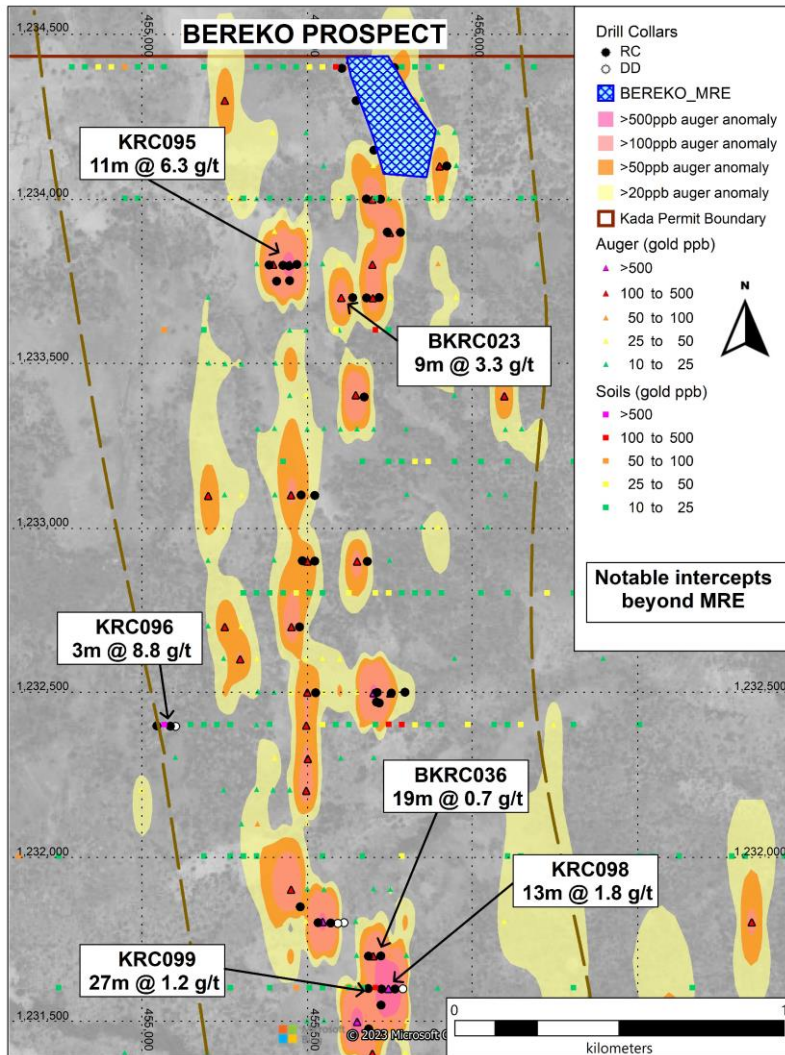 BEREKO PROSPECT
1,234,500
455,000
456,000
KRC095
11m @ 6.3 g/t
1,234,000
BKRC023
9m @ 3.3 g/t
1,233,500
1,233,000
KRC096
3m @ 8.8 g/t
1,232,500
1,232,500
BKRC036
19m @ 0.7 g/t
1,232,000
1,232,000
KRC098
13m @ 1.8 g/t
KRC099
27m @ 1.2 g/t
1,231,500
455,000
455,500
© 2023 Microsoft
Drill Collars
RC
DD
BEREKO_MRE
>500ppb auger anomaly
>100ppb auger anomaly
>50ppb auger anomaly
>20ppb auger anomaly
Kada Permit Boundary
Auger (gold ppb)
>500
100 to 500
50 to 100
25 to 50
10 to 25
N
Soils (gold ppb)
>500
100 to 500
50 to 100
25 to 50
10 to 25
Notable intercepts
beyond MRE
0
kilometers